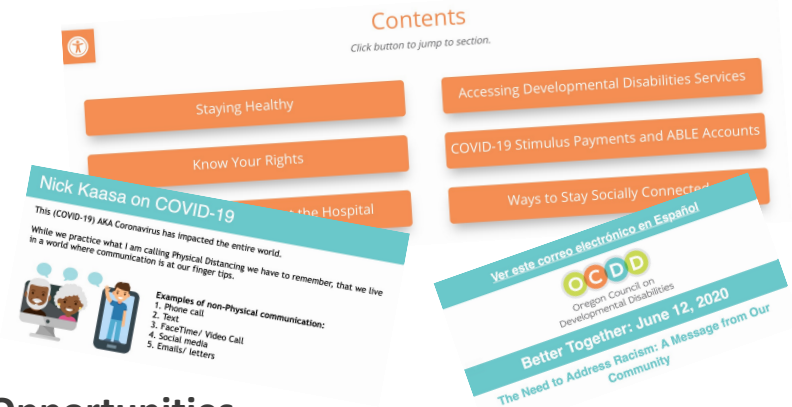 Contents
Click button to jump to section.
Staying Healthy
Know Your Rights
the Hospital
Accessing Developmental Disabilities Services
COVID-19 Stimulus Payments and ABLE Accounts
Ways to Stay Socially Connected
Nick Kaasa on COVID-19
This (COVID-19) AKA Coronavirus has impacted the entire world.
While we practice what I am calling Physical Distancing we have to remember, that we live
in a world where communication is at our finger tips.
Examples of non-Physical communication:
1. Phone call
2. Text
3. FaceTime/ Video Call
4. Social media
5. Emails/ letters
Ver este correo electrónico en Español
OCDD
Oregon Council on
Developmental Disabilities
Better Together: June 12, 2020
The Need to Address Racism: A Message from Our
Community
Opportunities